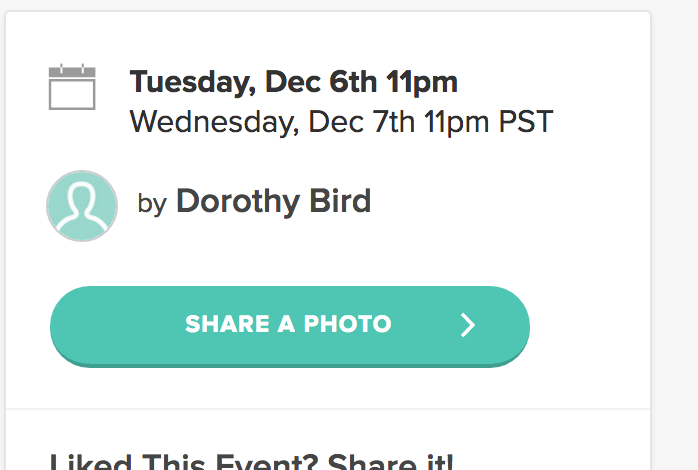 Tuesday, Dec 6th 11pm
Wednesday, Dec 7th 11pm PST
by Dorothy Bird
SHARE A PHOTO
Liked This Event? Share it!